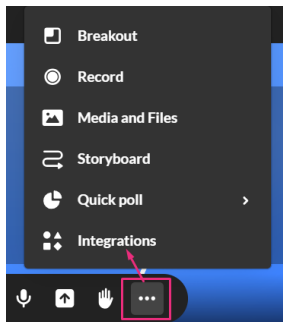 Breakout
Record
Media and Files
Storyboard
Quick poll
Integrations